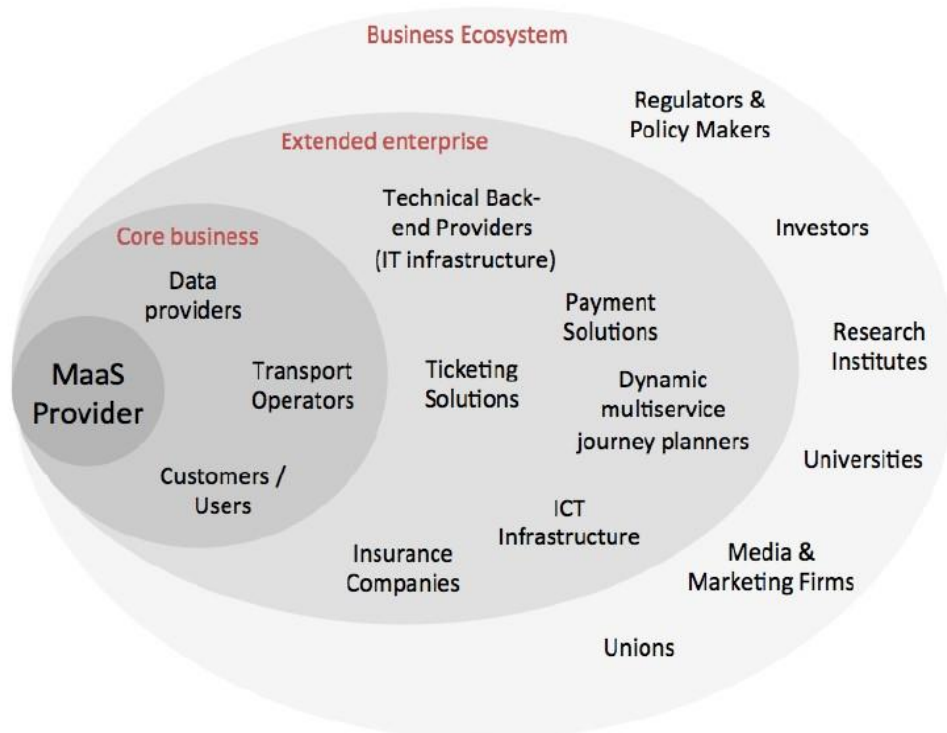 Business Ecosystem
Regulators &
Policy Makers
Extended enterprise
Technical Back-
end Providers
(IT infrastructure)
Investors
Core business
Data
providers
Payment
Solutions
Research
Institutes
MaaS
Provider
Transport
Operators
Ticketing
Solutions
Dynamic
multiservice
journey planners
Universities
Customers /
Users
ICT
Infrastructure
Insurance
Companies
Media &
Marketing Firms
Unions